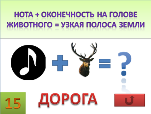 НОТА + ОКОНЕЧНОСТЬ НА ГОЛОВЕ
ЖИВОТНОГО = УЗКАЯ ПОЛОСА ЗЕМЛИ
+ = ?
15 ДОРОГА